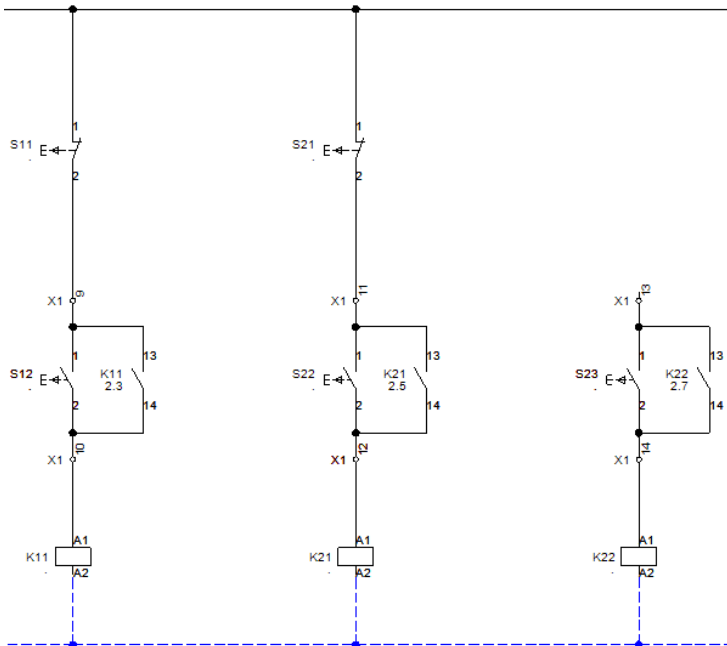 1
S11 E
2
X1 9
1 13
S12 E K11
2.3
2 14
X1 10
A1
K11
A2
1
S21 E
2
X1 11
1 13
S22 E K21
2.5
2 14
X1 12
A1
K21
A2
X1 13
1 13
S23 E K22
2.7
2 14
X1 14
A1
K22
A2